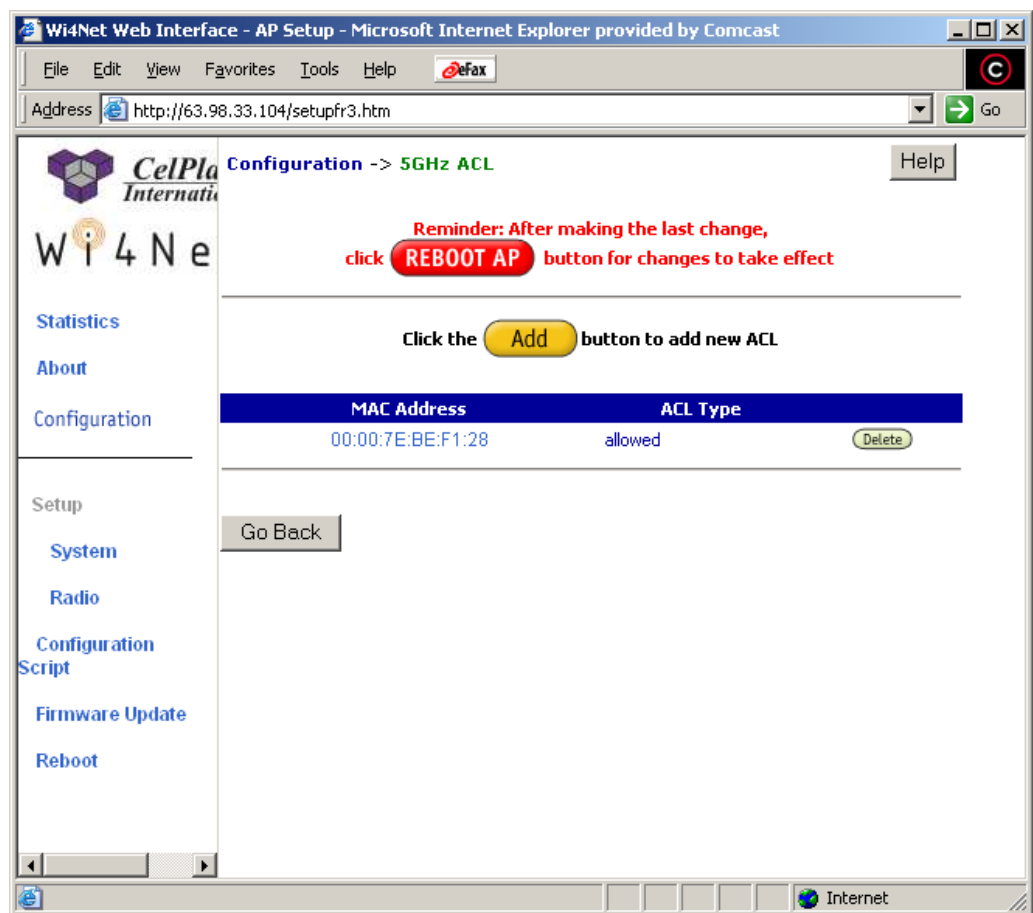 Wi4Net Web Interface - AP Setup - Microsoft Internet Explorer provided by Comcast
File Edit View Favorites Tools Help eFax
Address http://63.98.33.104/setupfr3.htm Go
CelPla
Internati
Wi4Ne
Statistics
About
Configuration
Setup
System
Radio
Configuration
Script
Firmware Update
Reboot
Configuration -> 5GHz ACL Help
Reminder: After making the last change,
click REBOOT AP button for changes to take effect
Click the Add button to add new ACL
MAC Address ACL Type
00:00:7E:BE:F1:28 allowed Delete
Go Back
Internet